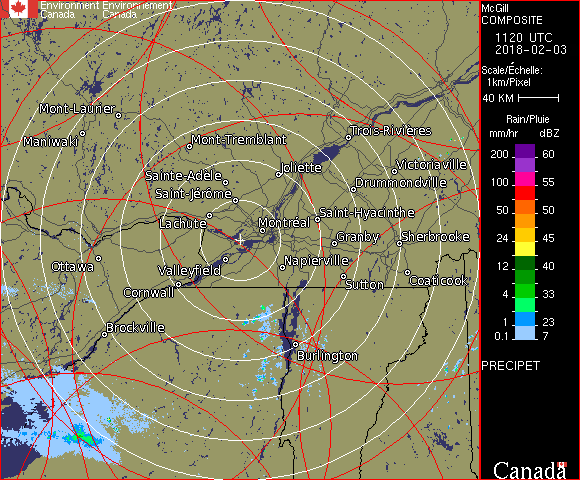 Environment Environnement
Canada Canada
McGill
COMPOSITE
1120 UTC
2018-02-03
Scale/Échelle:
1km/Pixel
40 KM
Rain/Pluie
mm/hr dBZ
200 60
155
100 55
50 50
24 45
12 40
4 33
1 23
0.1 7
PRECIPET
Canada
Mont-Laurier
Maniwaki
Mont-Tremblant
Trois-Rivières
Joliette
Victoriaville
Sainte-Adèle
Drummondville
Saint-Jérôme
Lachute
Montréal
Saint-Hyacinthe
Granby
Sherbrooke
Ottawa
Valleyfield
Napierville
Cornwall
Sutton
Coaticook
Brockville
Burlington